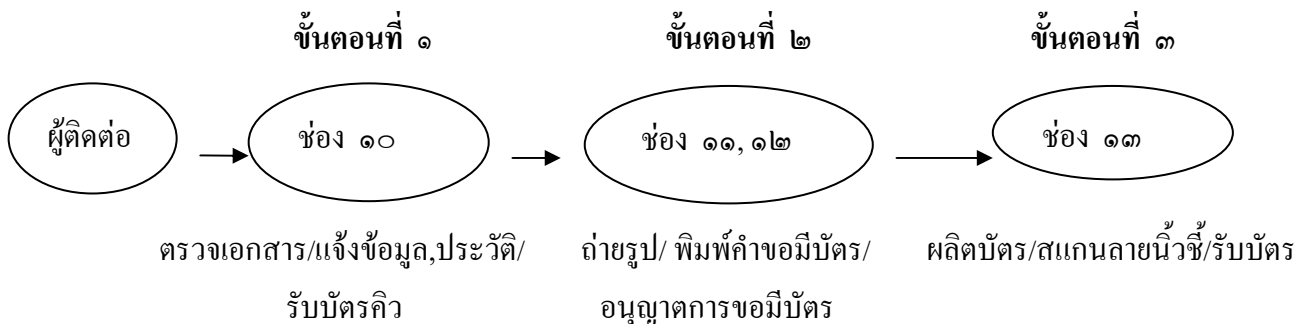 ขั้นตอนที่ ๑ ขั้นตอนที่ ๒ ขั้นตอนที่ ๓
ผู้ติดต่อ ช่อง ๑๐ ช่อง ๑๑, ๑๒ ช่อง ๑๓
ตรวจเอกสาร/แจ้งข้อมูล,ประวัติ/ ถ่ายรูป/ พิมพ์คำขอมีบัตร/ ผลิตบัตร/สแกนลายนิ้วชี้/รับบัตร
รับบัตรคิว อนุญาตการขอมีบัตร